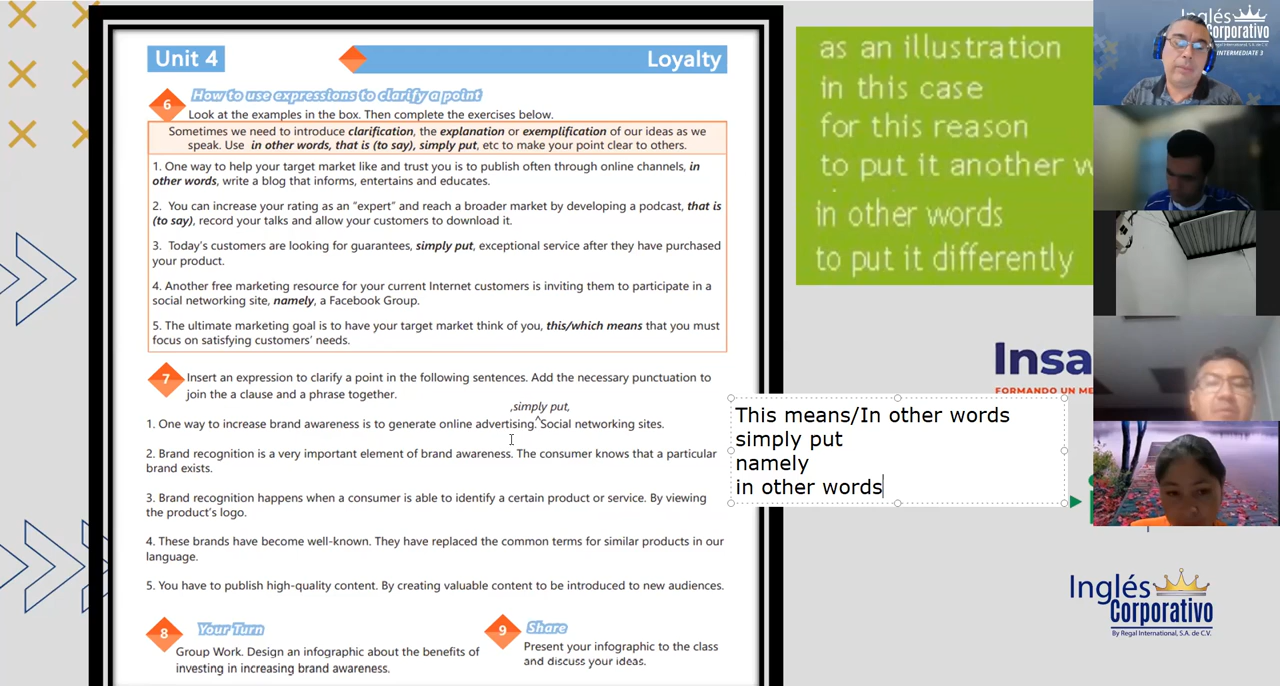 Unit 4
Loyalty
6
How to use expressions to clarify a point
Look at the examples in the box. Then complete the exercises below.
Sometimes we need to introduce clarification, the explanation or exemplification of our ideas as we
speak. Use in other words, that is (to say), simply put, etc to make your point clear to others.
1. One way to help your target market like and trust you is to publish often through online channels, in
other words, write a blog that informs, entertains and educates.
2. You can increase your rating as an “expert” and reach a broader market by developing a podcast, that is
(to say), record your talks and allow your customers to download it.
3. Today’s customers are looking for guarantees, simply put, exceptional service after they have purchased
your product.
4. Another free marketing resource for your current Internet customers is inviting them to participate in a
social networking site, namely, a Facebook Group.
5. The ultimate marketing goal is to have your target market think of you, this/which means that you must
focus on satisfying customers’ needs.
7
Insert an expression to clarify a point in the following sentences. Add the necessary punctuation to
join the a clause and a phrase together.
,simply put,
1. One way to increase brand awareness is to generate online advertising.^Social networking sites.
2. Brand recognition is a very important element of brand awareness. The consumer knows that a particular
brand exists.
3. Brand recognition happens when a consumer is able to identify a certain product or service. By viewing
the product’s logo.
4. These brands have become well-known. They have replaced the common terms for similar products in our
language.
5. You have to publish high-quality content. By creating valuable content to be introduced to new audiences.
8
Your Turn
Group Work. Design an infographic about the benefits of
investing in increasing brand awareness.
9
Share
Present your infographic to the class
and discuss your ideas.
as an illustration
in this case
for this reason
to put it another w
in other words
to put it differently
Insa
FORMANDO UN ME
This means/In other words
simply put
namely
in other words
Inglés
Corporativo
INTERMEDIATE 3
Inglés
Corporativo
By Regal International, S.A. de C.V.